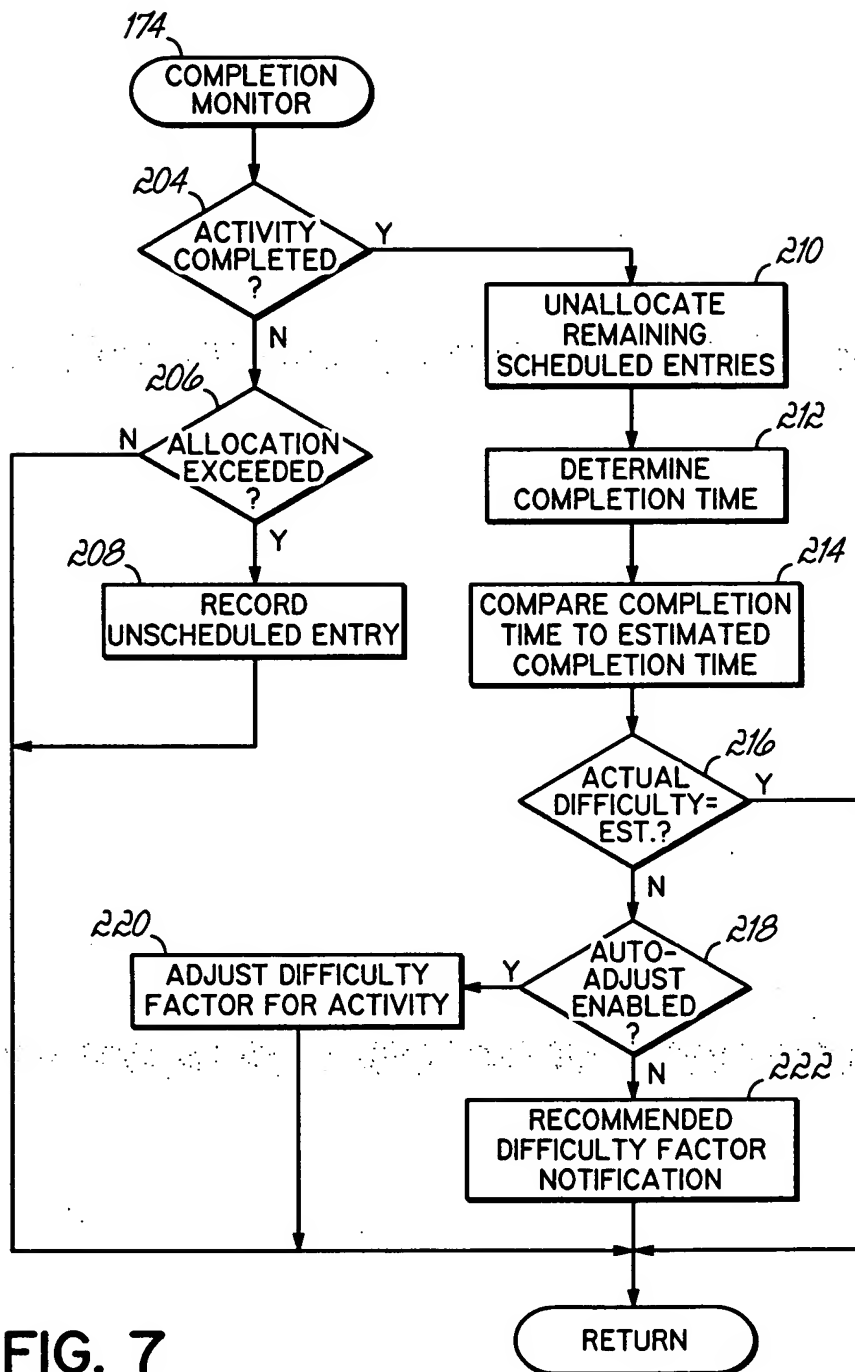 174
COMPLETION
MONITOR
204
ACTIVITY
COMPLETED
?
Y
N
210
UNALLOCATE
REMAINING
SCHEDULED ENTRIES
206
N
ALLOCATION
EXCEEDED
?
Y
212
DETERMINE
COMPLETION TIME
208
RECORD
UNSCHEDULED ENTRY
214
COMPARE COMPLETION
TIME TO ESTIMATED
COMPLETION TIME
216
ACTUAL
DIFFICULTY=
EST.?
Y
N
218
AUTO-
ADJUST
ENABLED
?
Y
N
220
ADJUST DIFFICULTY
FACTOR FOR ACTIVITY
222
RECOMMENDED
DIFFICULTY FACTOR
NOTIFICATION
RETURN
FIG. 7